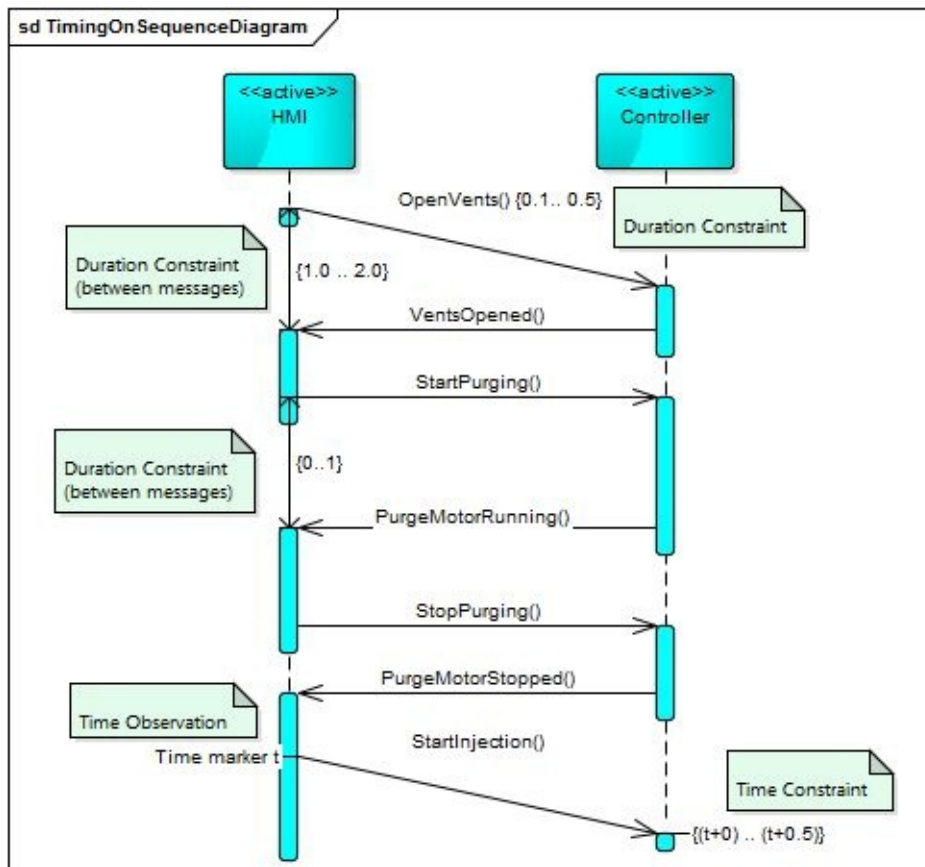 sd TimingOnSequenceDiagram
<<active>>
HMI
<<active>>
Controller
OpenVents() {0.1.. 0.5}
Duration Constraint
Duration Constraint
(between messages)
{1.0 .. 2.0}
VentsOpened()
StartPurging()
Duration Constraint
(between messages)
{0..1}
PurgeMotorRunning()
StopPurging()
PurgeMotorStopped()
Time Observation
StartInjection()
Time marker t
Time Constraint
{(t+0) .. (t+0.5)}